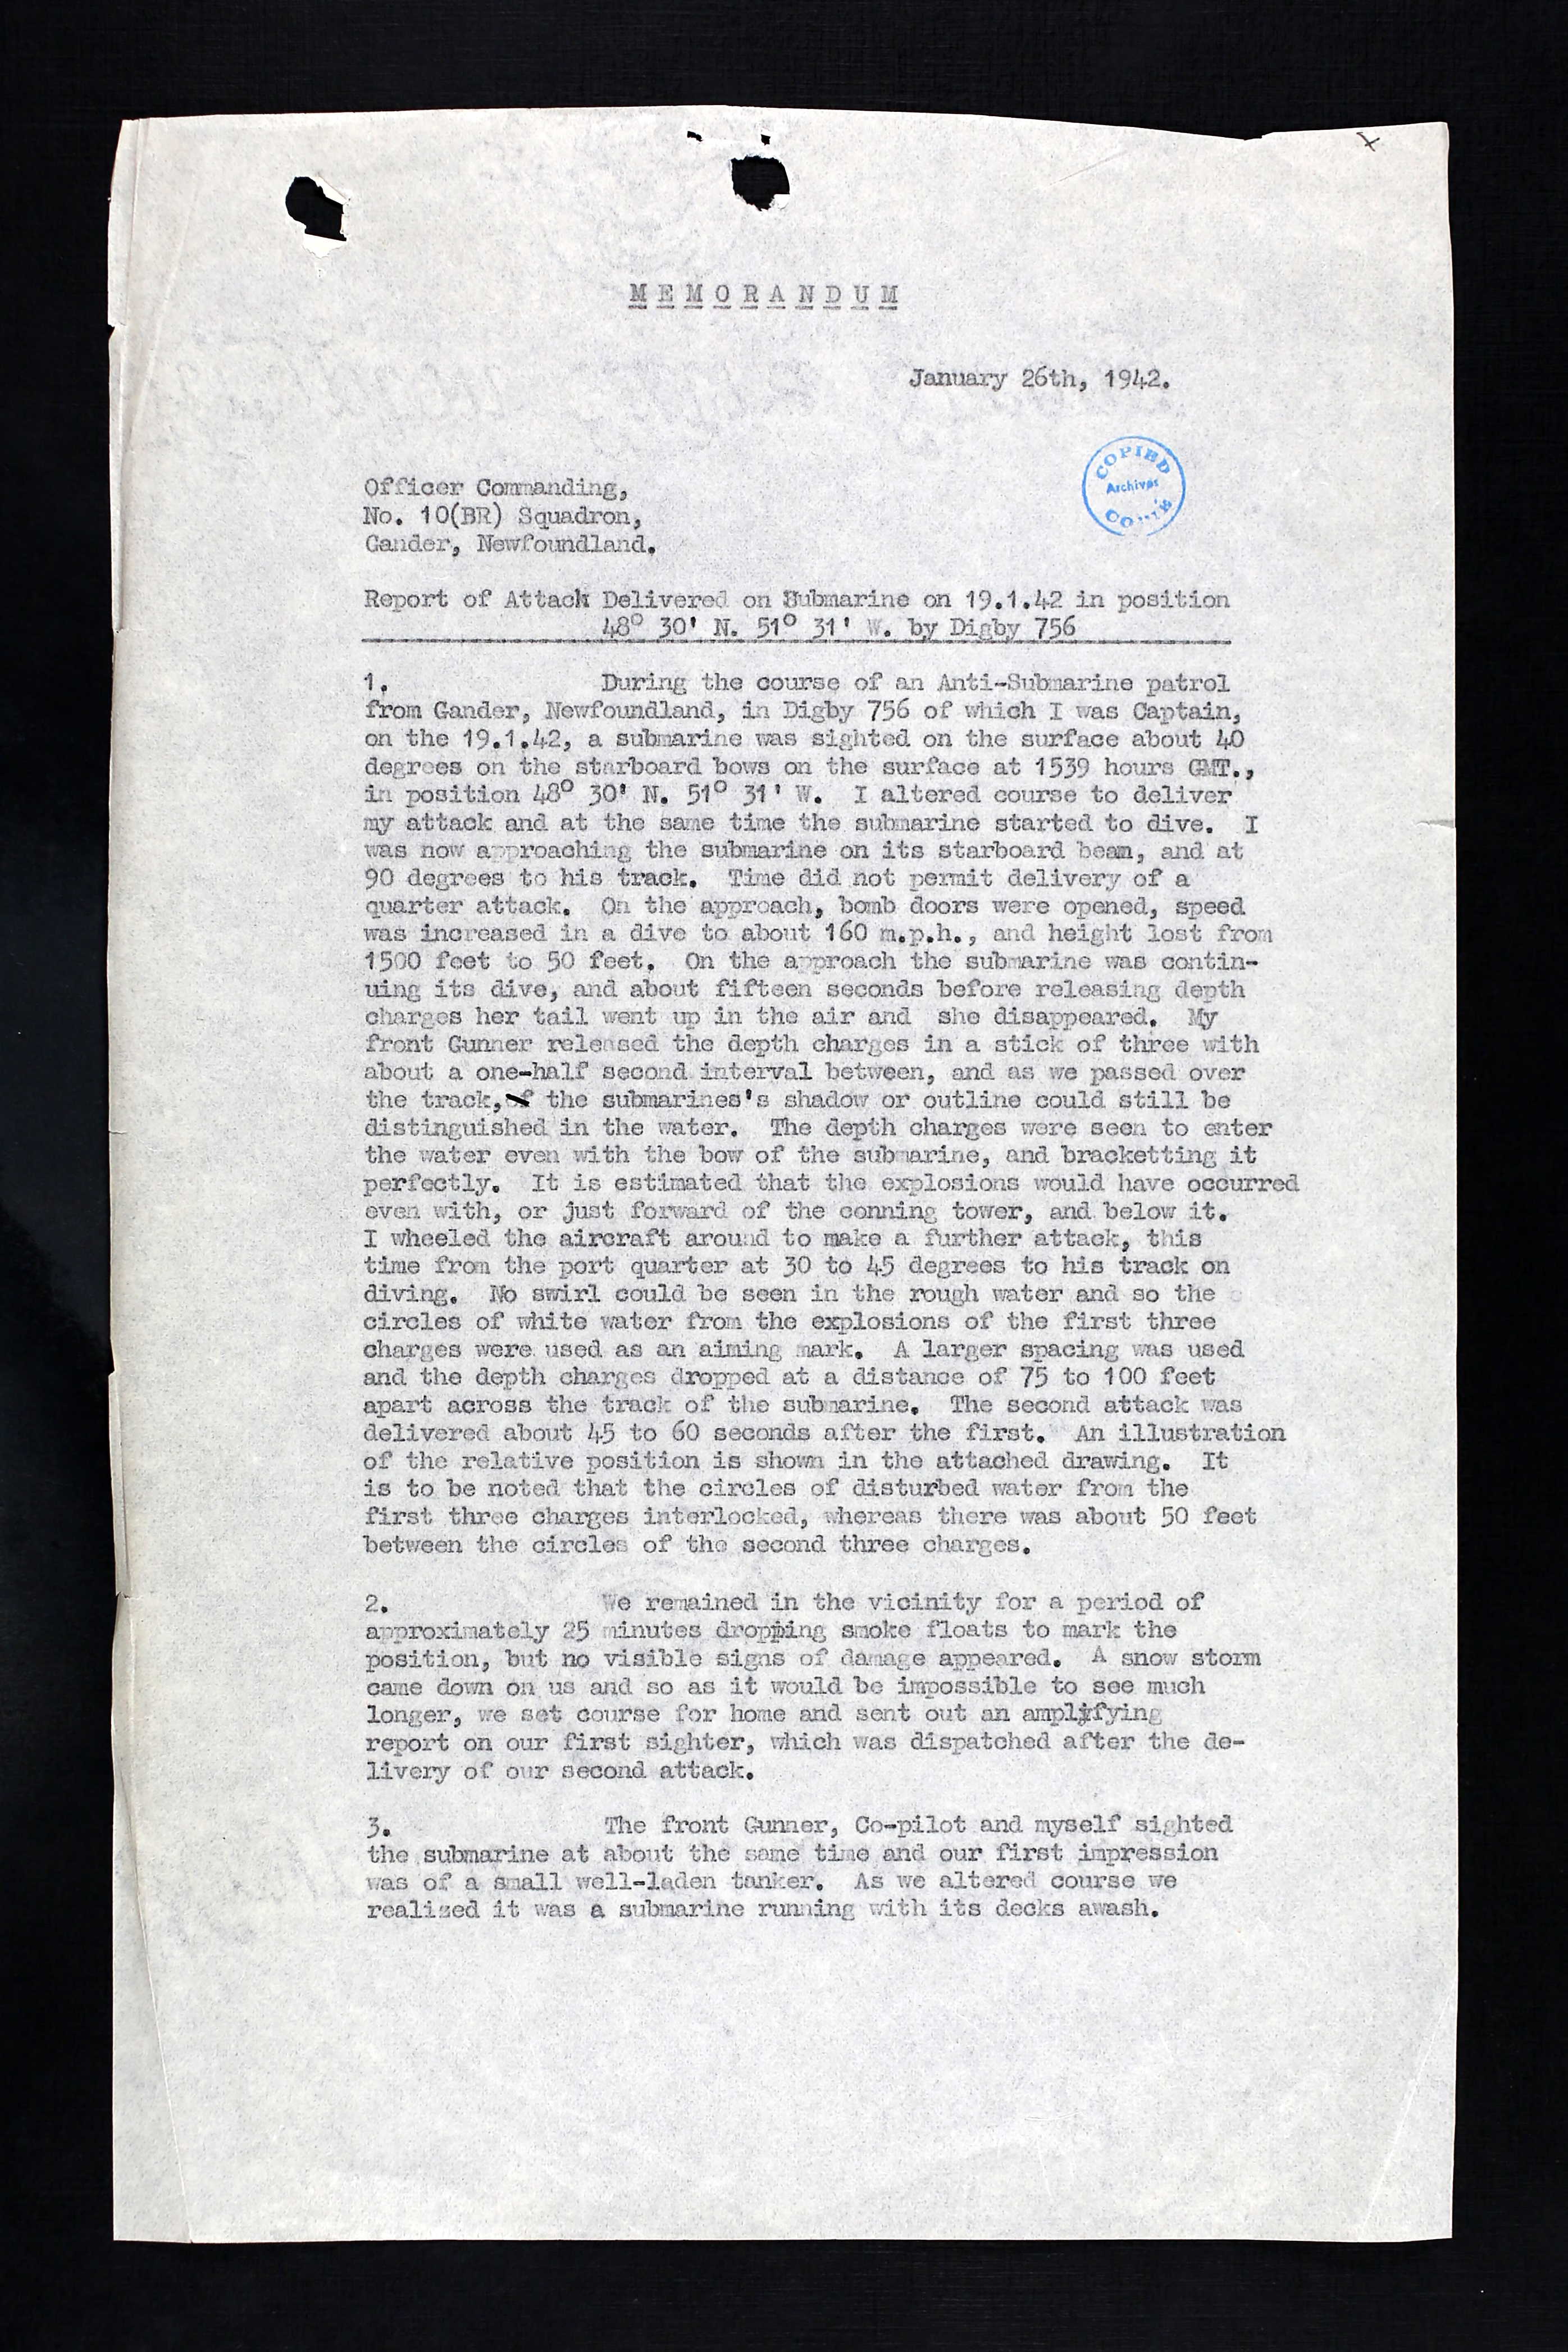 MEMORANDUM
January 26th, 1942.
COPIED
Archives
Officer Commanding,
No. 10(BR) Squadron,
Gander, Newfoundland.
Report of Attack Delivered on Submarine on 19.1.42 in position
48° 30' N. 51° 31' W. by Digby 756
1. During the course of an Anti-Submarine patrol
from Gander, Newfoundland, in Digby 756 of which I was Captain,
on the 19.1.42, a submarine was sighted on the surface about 40
degrees on the starboard bows on the surface at 1539 hours GMT.,
in position 48° 30' N. 51° 31' W. I altered course to deliver
my attack and at the same time the submarine started to dive. I
was now approaching the submarine on its starboard beam, and at
90 degrees to his track. Time did not permit delivery of a
quarter attack. On the approach, bomb doors were opened, speed
was increased in a dive to about 160 m.p.h., and height lost from
1500 feet to 50 feet. On the approach the submarine was contin-
uing its dive, and about fifteen seconds before releasing depth
charges her tail went up in the air and she disappeared. My
front Gunner released the depth charges in a stick of three with
about a one-half second interval between, and as we passed over
the track, of the submarines's shadow or outline could still be
distinguished in the water. The depth charges were seen to enter
the water even with the bow of the submarine, and bracketting it
perfectly. It is estimated that the explosions would have occurred
even with, or just forward of the conning tower, and below it.
I wheeled the aircraft around to make a further attack, this
time from the port quarter at 30 to 45 degrees to his track on
diving. No swirl could be seen in the rough water and so the
circles of white water from the explosions of the first three
charges were used as an aiming mark. A larger spacing was used
and the depth charges dropped at a distance of 75 to 100 feet
apart across the track of the submarine. The second attack was
delivered about 45 to 60 seconds after the first. An illustration
of the relative position is shown in the attached drawing. It
is to be noted that the circles of disturbed water from the
first three charges interlocked, whereas there was about 50 feet
between the circles of the second three charges.
2. We remained in the vicinity for a period of
approximately 25 minutes dropping smoke floats to mark the
position, but no visible signs of damage appeared. A snow storm
came down on us and so as it would be impossible to see much
longer, we set course for home and sent out an amplifying
report on our first sighter, which was dispatched after the de-
livery of our second attack.
3. The front Gunner, Co-pilot and myself sighted
the submarine at about the same time and our first impression
was of a small well-laden tanker. As we altered course we
realized it was a submarine running with its decks awash.